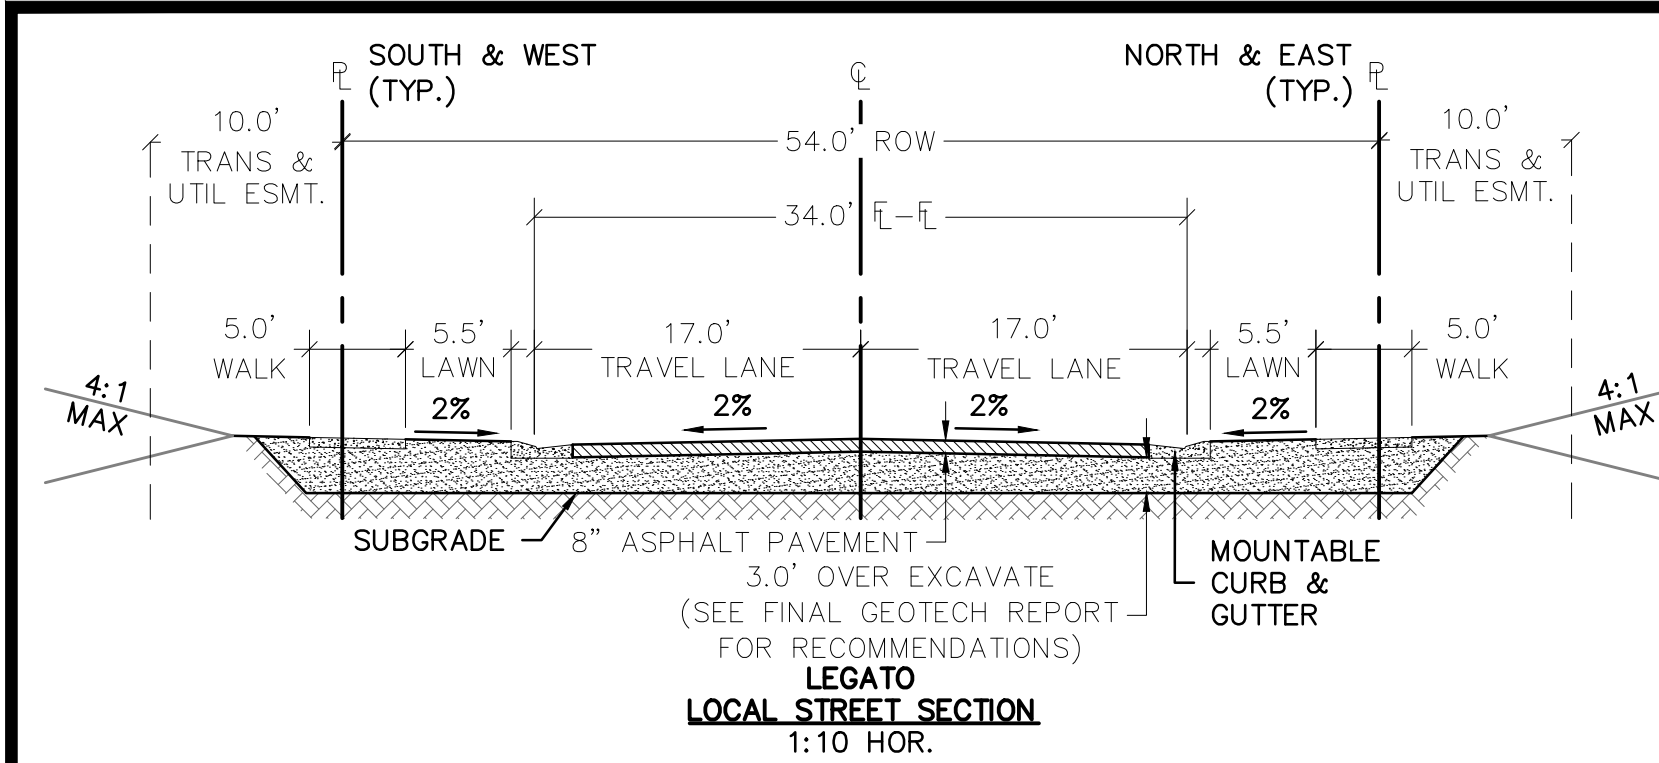 SOUTH & WEST
(TYP.)
NORTH & EAST
(TYP.)
PL
CL
PL
10.0'
TRANS &
UTIL ESMT.
54.0' ROW
10.0'
TRANS &
UTIL ESMT.
34.0' FL-FL
5.0'
WALK
5.5'
LAWN
17.0'
TRAVEL LANE
17.0'
TRAVEL LANE
5.5'
LAWN
5.0'
WALK
4:1
MAX
2%
2%
2%
2%
4:1
MAX
SUBGRADE
8” ASPHALT PAVEMENT
3.0' OVER EXCAVATE
(SEE FINAL GEOTECH REPORT
FOR RECOMMENDATIONS)
MOUNTABLE
CURB &
GUTTER
LEGATO
LOCAL STREET SECTION
1:10 HOR.